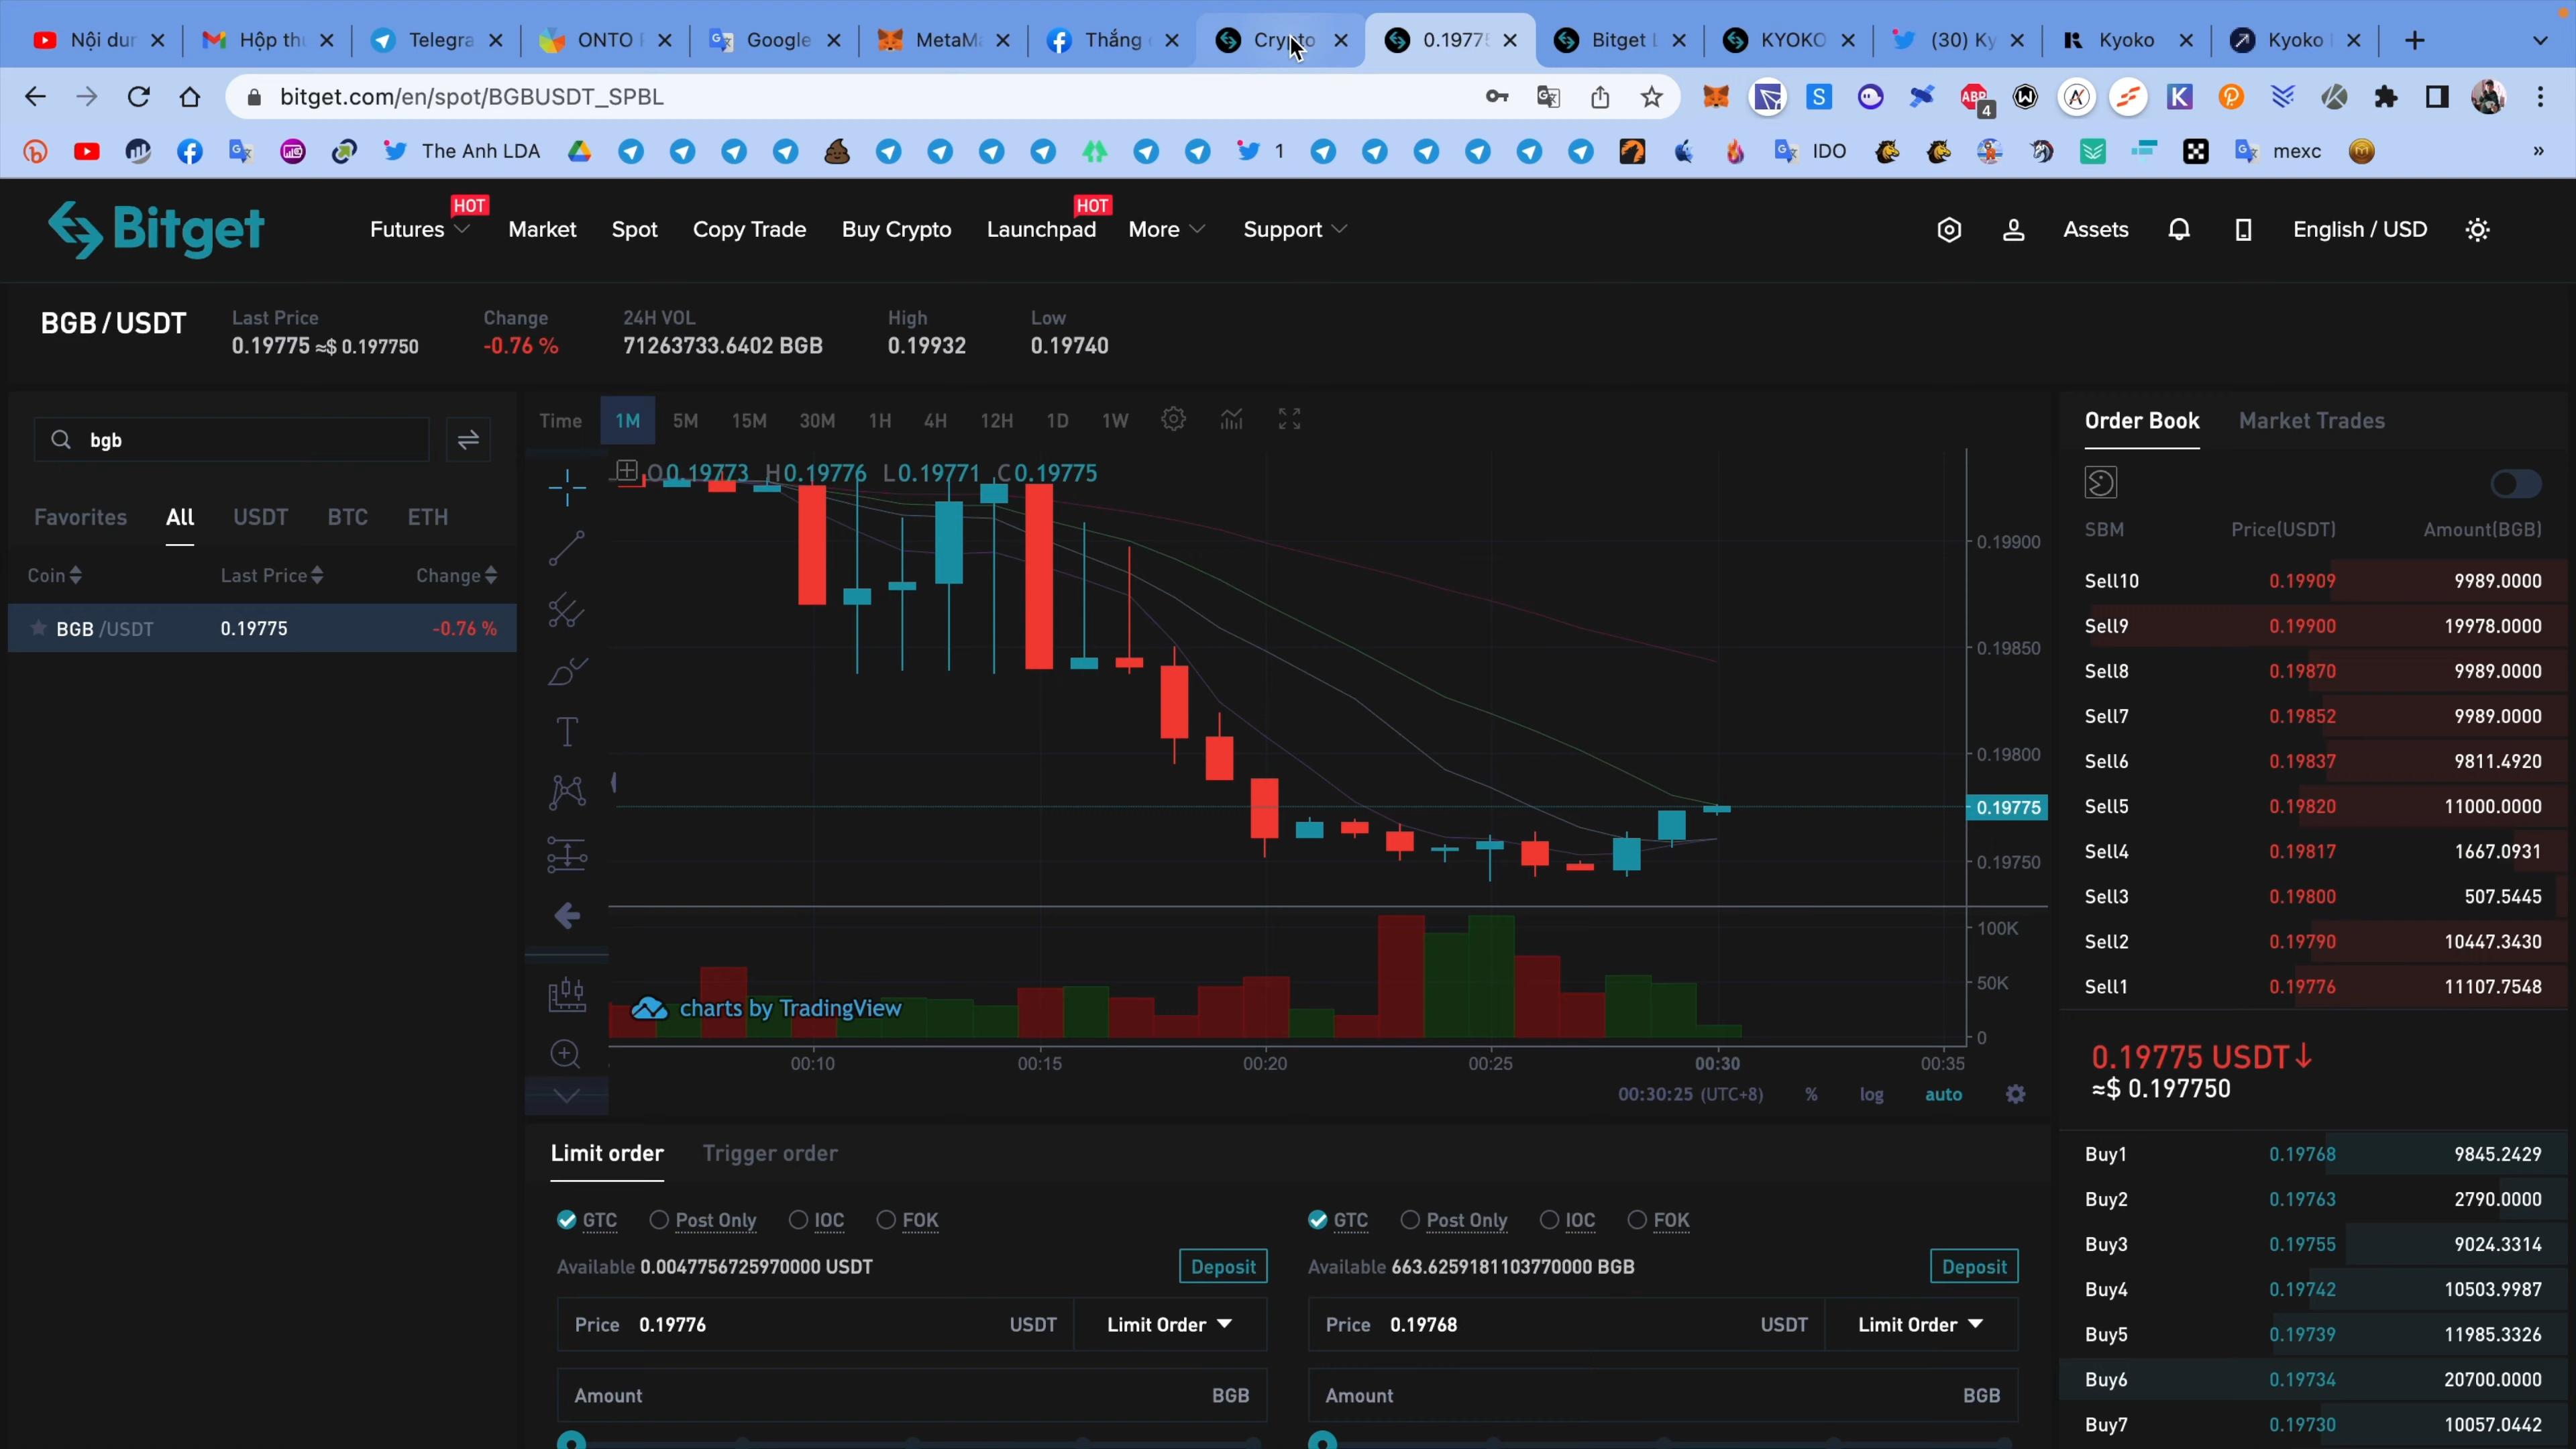 Nội dur
Hộp th
Telegra
ONTO
Google
MetaMa
Thắng
Crypto
0.1977
Bitget L
KYOKO
(30) Ky
Kyoko
Kyoko
bitget.com/en/spot/BGBUSDT_SPBL
ABP
4
The Anh LDA
1
IDO
mexc
»
Bitget
Futures HOT
Market
Spot
Copy Trade
Buy Crypto
Launchpad HOT
More
Support
Assets
English / USD
BGB/USDT
Last Price
0.19775 ≈$ 0.197750
Change
-0.76 %
24H VOL
71263733.6402 BGB
High
0.19932
Low
0.19740
bgb
Favorites All USDT BTC ETH
Coin Last Price Change
BGB /USDT 0.19775 -0.76 %
Time 1M 5M 15M 30M 1H 4H 12H 1D 1W
O0.19773 H0.19776 L0.19771 C0.19775
0.19900
0.19850
0.19800
0.19775
0.19750
100K
50K
0
charts by TradingView
00:10 00:15 00:20 00:25 00:30 00:35
00:30:25 (UTC+8) % log auto
Order Book Market Trades
SBM Price(USDT) Amount(BGB)
Sell10 0.19909 9989.0000
Sell9 0.19900 19978.0000
Sell8 0.19870 9989.0000
Sell7 0.19852 9989.0000
Sell6 0.19837 9811.4920
Sell5 0.19820 11000.0000
Sell4 0.19817 1667.0931
Sell3 0.19800 507.5445
Sell2 0.19790 10447.3430
Sell1 0.19776 11107.7548
0.19775 USDT↓
≈$ 0.197750
Buy1 0.19768 9845.2429
Buy2 0.19763 2790.0000
Buy3 0.19755 9024.3314
Buy4 0.19742 10503.9987
Buy5 0.19739 11985.3326
Buy6 0.19734 20700.0000
Buy7 0.19730 10057.0442
Limit order Trigger order
GTC Post Only IOC FOK
Available 0.0047756725970000 USDT Deposit
Price 0.19776 USDT Limit Order
Amount BGB
GTC Post Only IOC FOK
Available 663.6259181103770000 BGB Deposit
Price 0.19768 USDT Limit Order
Amount BGB